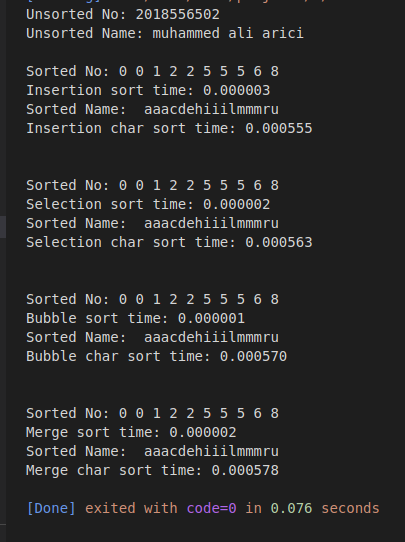 Unsorted No: 2018556502
Unsorted Name: muhammed ali arici
Sorted No: 0 0 1 2 2 5 5 5 6 8
Insertion sort time: 0.000003
Sorted Name:  aaacdehiiilmmmru
Insertion char sort time: 0.000555
Sorted No: 0 0 1 2 2 5 5 5 6 8
Selection sort time: 0.000002
Sorted Name:  aaacdehiiilmmmru
Selection char sort time: 0.000563
Sorted No: 0 0 1 2 2 5 5 5 6 8
Bubble sort time: 0.000001
Sorted Name:  aaacdehiiilmmmru
Bubble char sort time: 0.000570
Sorted No: 0 0 1 2 2 5 5 5 6 8
Merge sort time: 0.000002
Sorted Name:  aaacdehiiilmmmru
Merge char sort time: 0.000578
[Done] exited with code=0 in 0.076 seconds